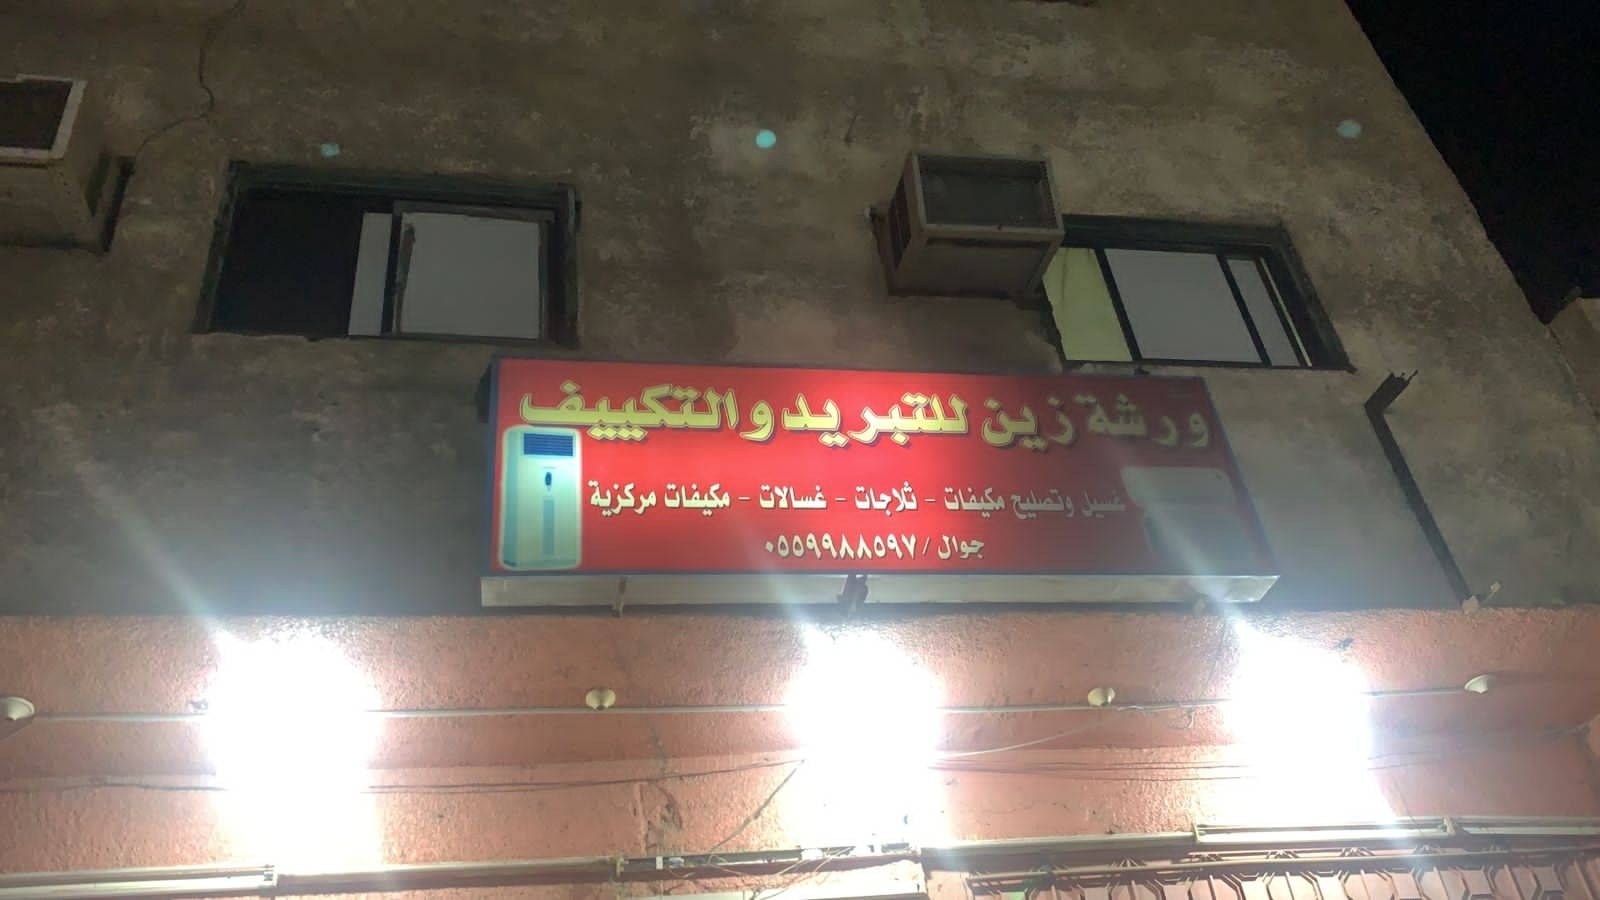 ورشة زين للتبريد والتكييف
غسيل وتصليح مكيفات - ثلاجات - غسالات - مكيفات مركزية
جوال / ٠٥٥٩٩٨٨٥٩٧